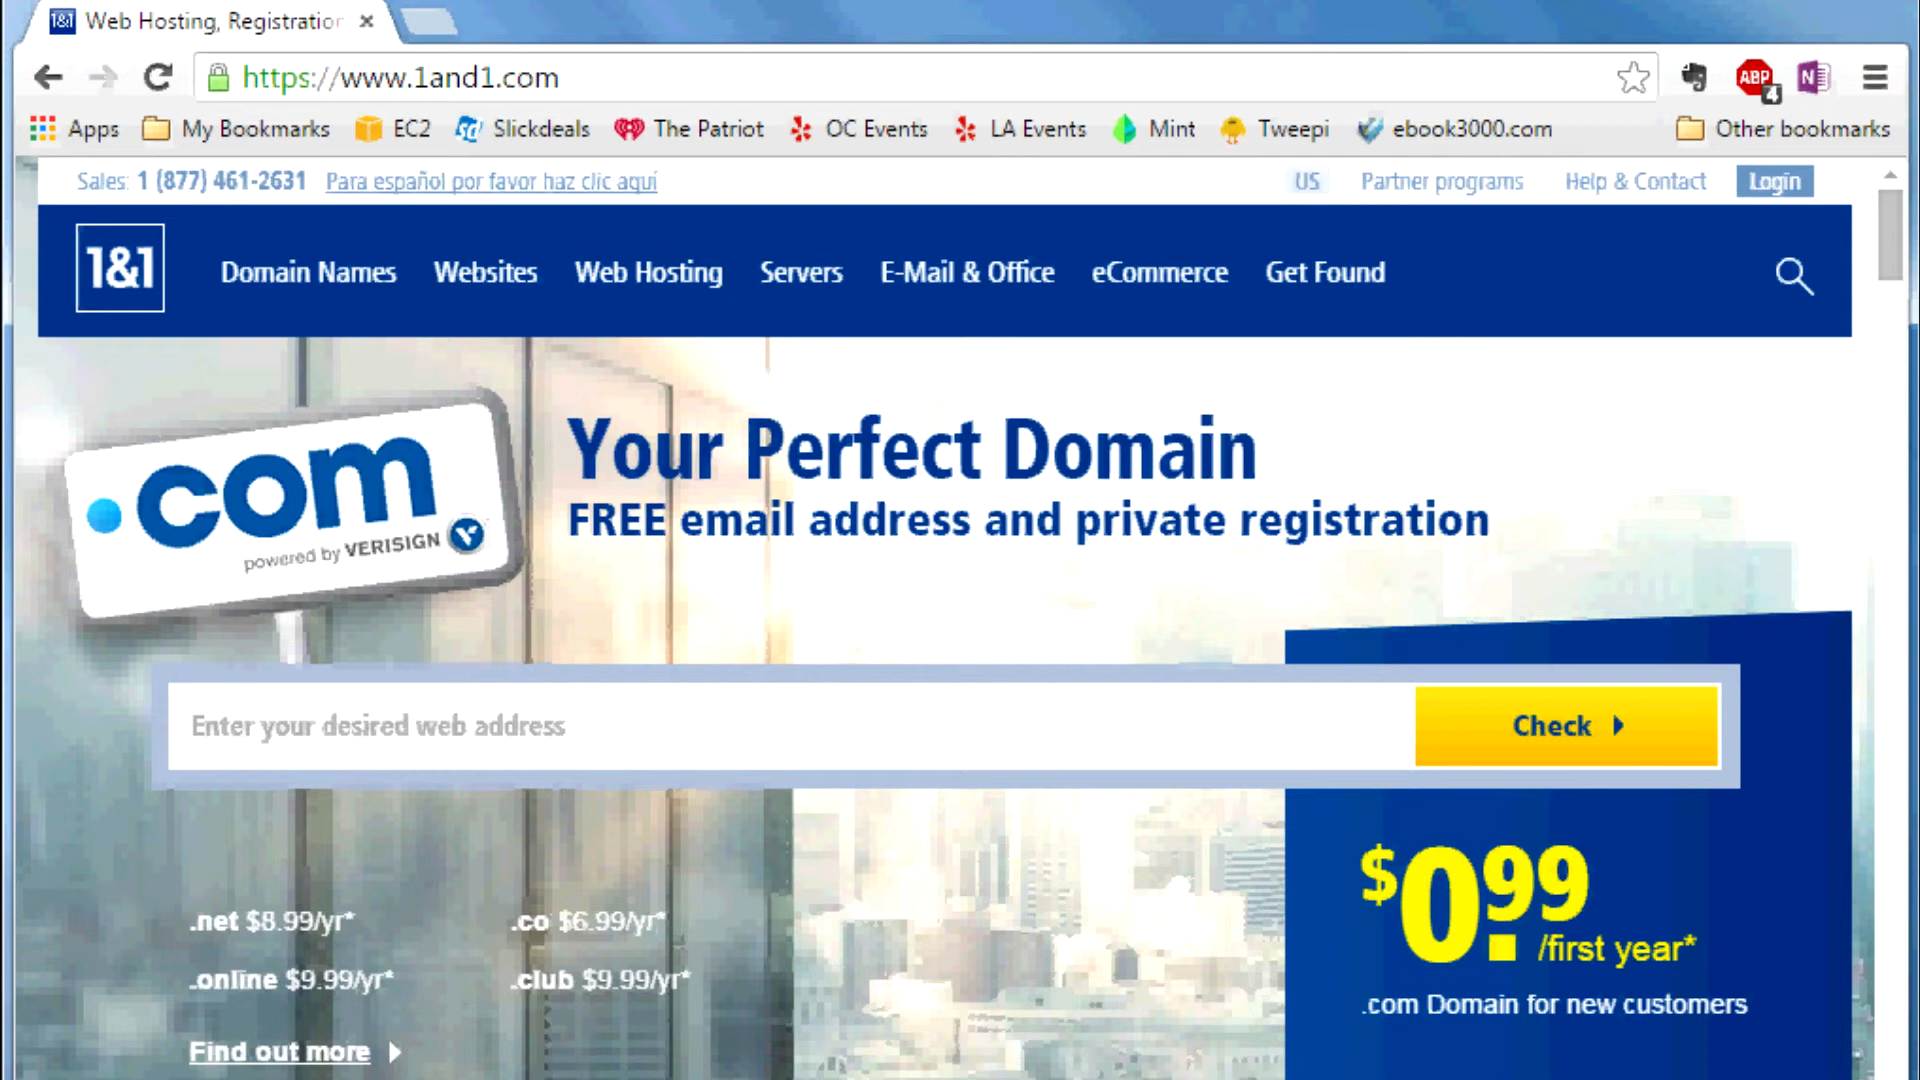 1&1 Web Hosting, Registration
https://www.1and1.com
ABP 4 N
Apps My Bookmarks EC2 Slickdeals The Patriot OC Events LA Events Mint Tweepi ebook3000.com Other bookmarks
Sales: 1 (877) 461-2631 Para español por favor haz clic aquí US Partner programs Help & Contact Login
1&1 Domain Names Websites Web Hosting Servers E-Mail & Office eCommerce Get Found
.com
powered by VERISIGN
Your Perfect Domain
FREE email address and private registration
Enter your desired web address Check
.net $8.99/yr* .co $6.99/yr*
.online $9.99/yr* .club $9.99/yr*
Find out more
$0.99 /first year*
.com Domain for new customers